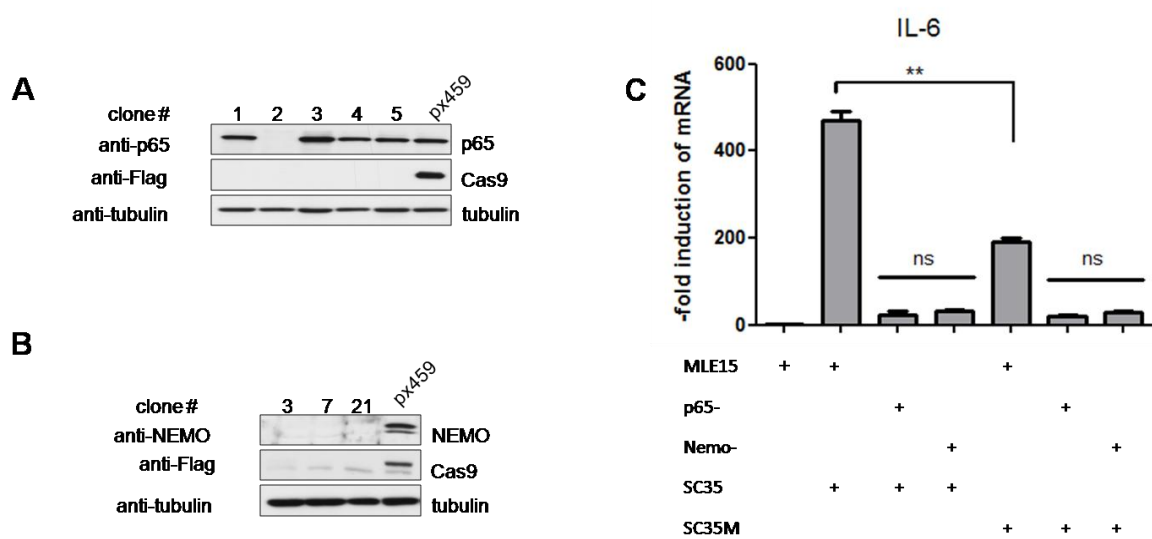 A
clone # 1 2 3 4 5 px459
anti-p65 p65
anti-Flag Cas9
anti-tubulin tubulin
B
clone # 3 7 21 px459
anti-NEMO NEMO
anti-Flag Cas9
anti-tubulin tubulin
C
IL-6
-fold induction of mRNA
600
400
200
0
**
ns ns
MLE15 + + +
p65- + +
Nemo- + +
SC35 + + +
SC35M + + +